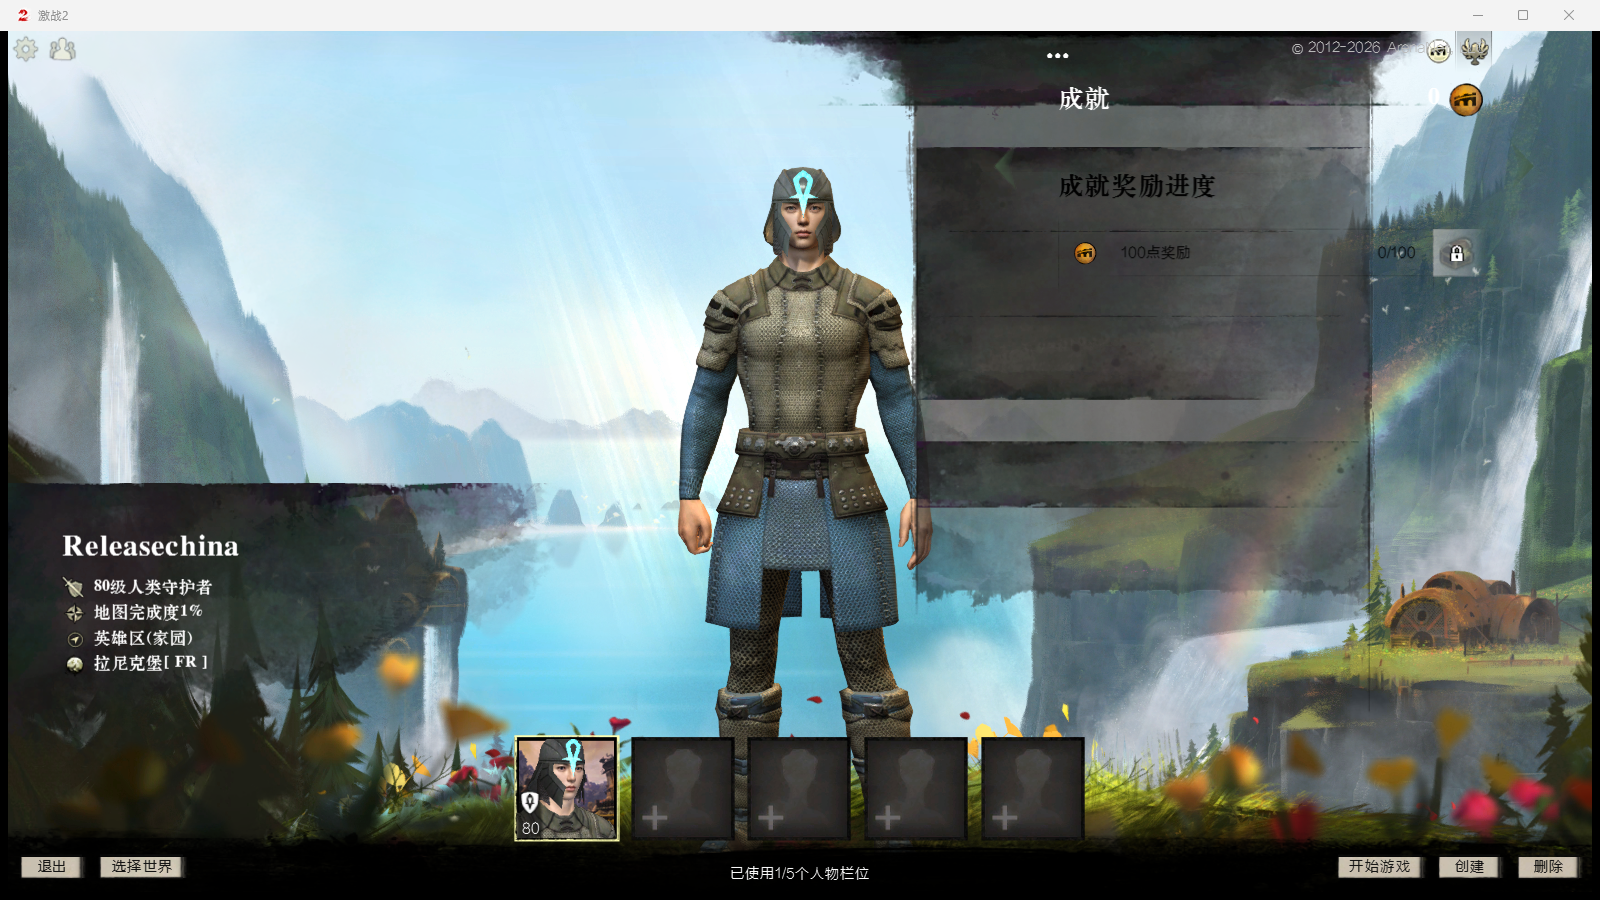 激战2
© 2012-2026
0
成就
成就奖励进度
100点奖励
0/100
Releasechina
80级人类守护者
地图完成度1%
英雄区(家园)
拉尼克堡[ FR ]
80
退出
选择世界
已使用1/5个人物栏位
开始游戏
创建
删除